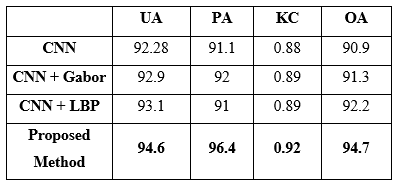 UA PA KC OA
CNN 92.28 91.1 0.88 90.9
CNN + Gabor 92.9 92 0.89 91.3
CNN + LBP 93.1 91 0.89 92.2
Proposed
Method 94.6 96.4 0.92 94.7